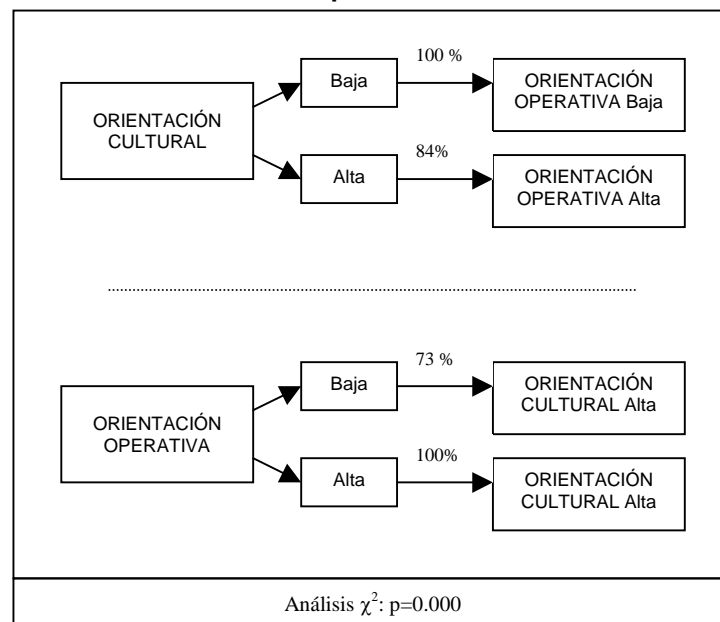 Baja
100 %
ORIENTACIÓN
OPERATIVA Baja
ORIENTACIÓN
CULTURAL
Alta
84%
ORIENTACIÓN
OPERATIVA Alta
Baja
73 %
ORIENTACIÓN
CULTURAL Alta
ORIENTACIÓN
OPERATIVA
Alta
100%
ORIENTACIÓN
CULTURAL Alta
Análisis χ²: p=0.000